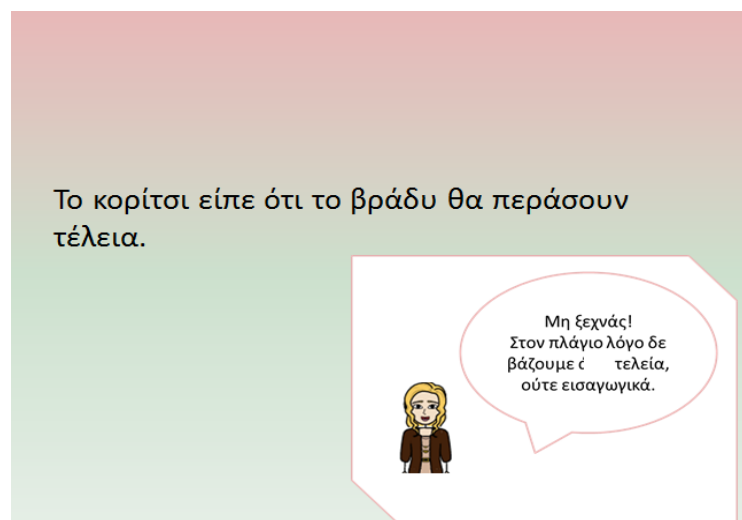 Το κορίτσι είπε ότι το βράδυ θα περάσουν
τέλεια.
Μη ξεχνάς!
Στον πλάγιο λόγο δε
βάζουμε τελεία,
ούτε εισαγωγικά.